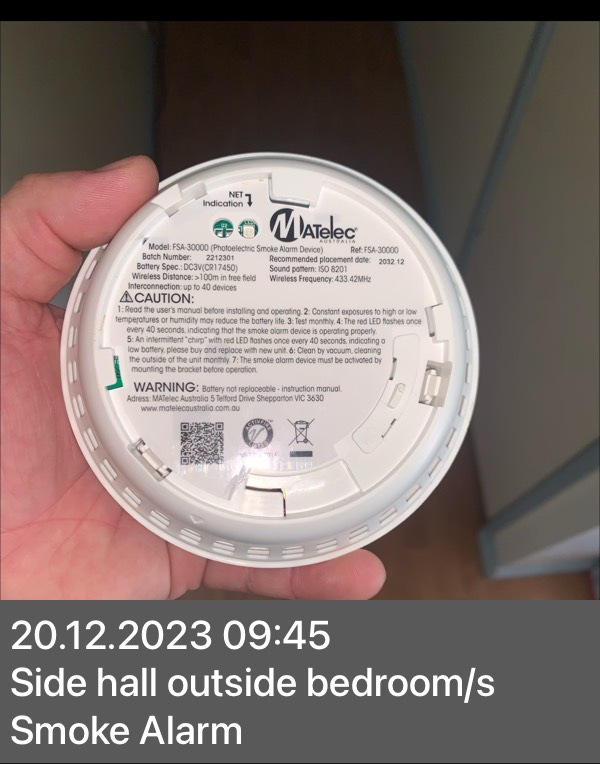 NET
Indication
MATelec
AUSTRALIA
Model: FSA-30000 (Photoelectric Smoke Alarm Device)
Ref: FSA-30000
Batch Number: 2212301
Recommended placement date: 2032.12
Battery Spec.: DC3V(CR17450)
Sound pattern: ISO 8201
Wireless Distance: >100m in free field
Wireless Frequency: 433.42MHz
Interconnection: up to 40 devices
CAUTION:
1: Read the user's manual before installing and operating. 2: Constant exposures to high or low
temperatures or humidity may reduce the battery life. 3: Test monthly. 4: The red LED flashes once
every 40 seconds, indicating that the smoke alarm device is operating properly.
5: An intermittent "chirp" with red LED flashes once every 40 seconds, indicating a
low battery, please buy and replace with new unit. 6: Clean by vacuum, cleaning
the outside of the unit monthly. 7: The smoke alarm device must be activated by
mounting the bracket before operation.
WARNING: Battery not replaceable - instruction manual.
Adress: MATelec Australia 5 Telford Drive Shepparton VIC 3630
www.matelecaustralia.com.au
20.12.2023 09:45
Side hall outside bedroom/s
Smoke Alarm